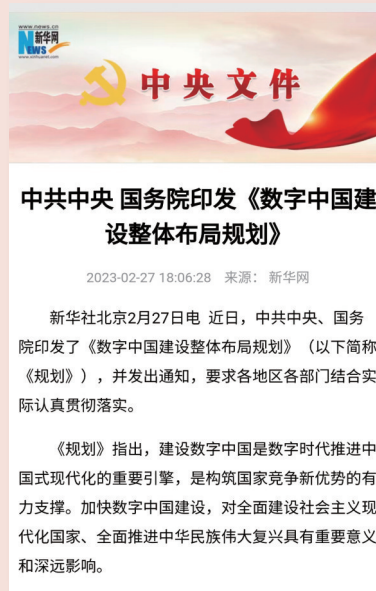 www.news.cn
新华网
NEWS
www.xinhuanet.com
中央文件
中共中央 国务院印发《数字中国建
设整体布局规划》
2023-02-27 18:06:28 来源： 新华网
新华社北京2月27日电 近日，中共中央、国务
院印发了《数字中国建设整体布局规划》（以下简称
《规划》），并发出通知，要求各地区各部门结合实
际认真贯彻落实。
《规划》指出，建设数字中国是数字时代推进中
国式现代化的重要引擎，是构筑国家竞争新优势的有
力支撑。加快数字中国建设，对全面建设社会主义现
代化国家、全面推进中华民族伟大复兴具有重要意义
和深远影响。